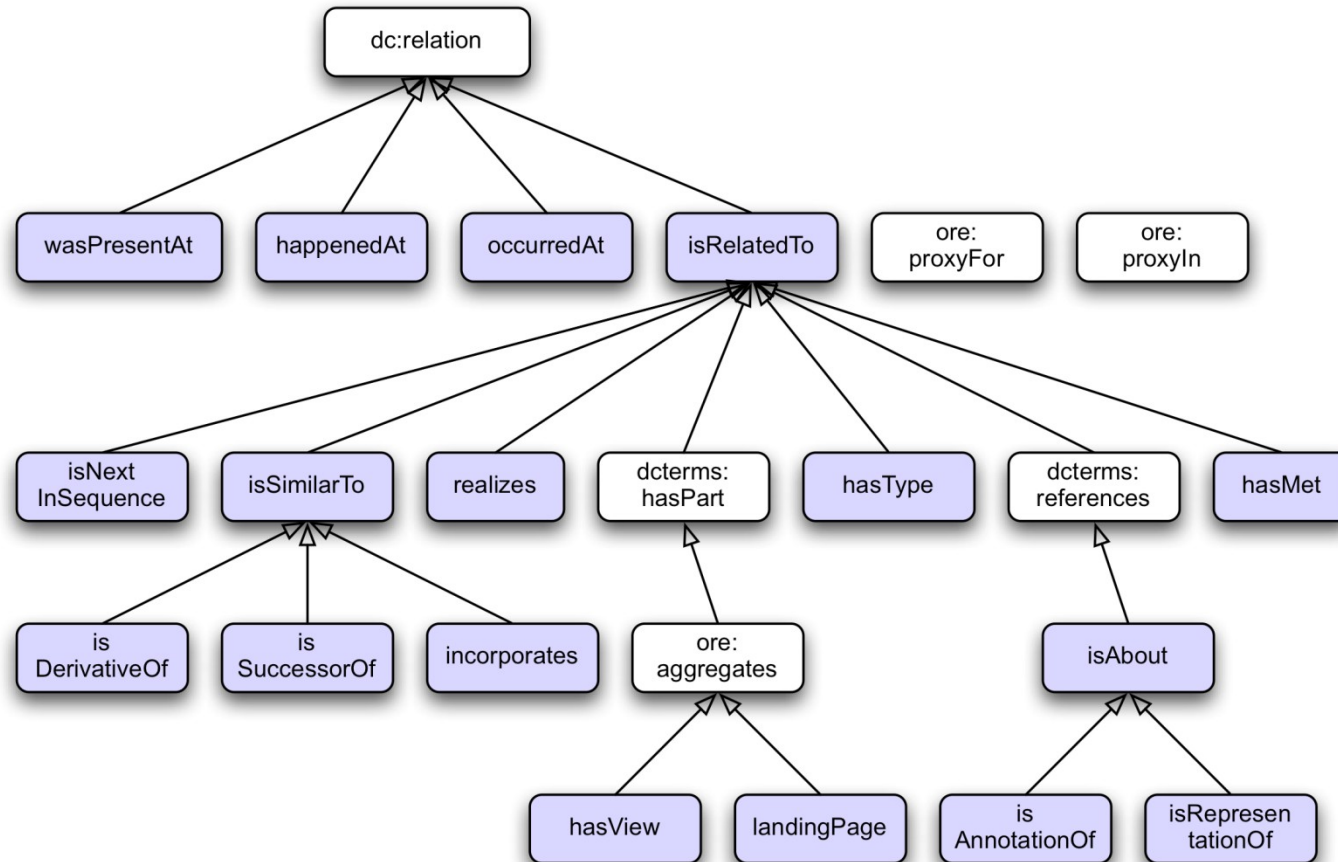 dc:relation
wasPresentAt
happenedAt
occurredAt
isRelatedTo
ore:
proxyFor
ore:
proxyIn
isNext
InSequence
isSimilarTo
realizes
dcterms:
hasPart
hasType
dcterms:
references
hasMet
is
DerivativeOf
is
SuccessorOf
incorporates
ore:
aggregates
isAbout
hasView
landingPage
is
AnnotationOf
isRepresen
tationOf